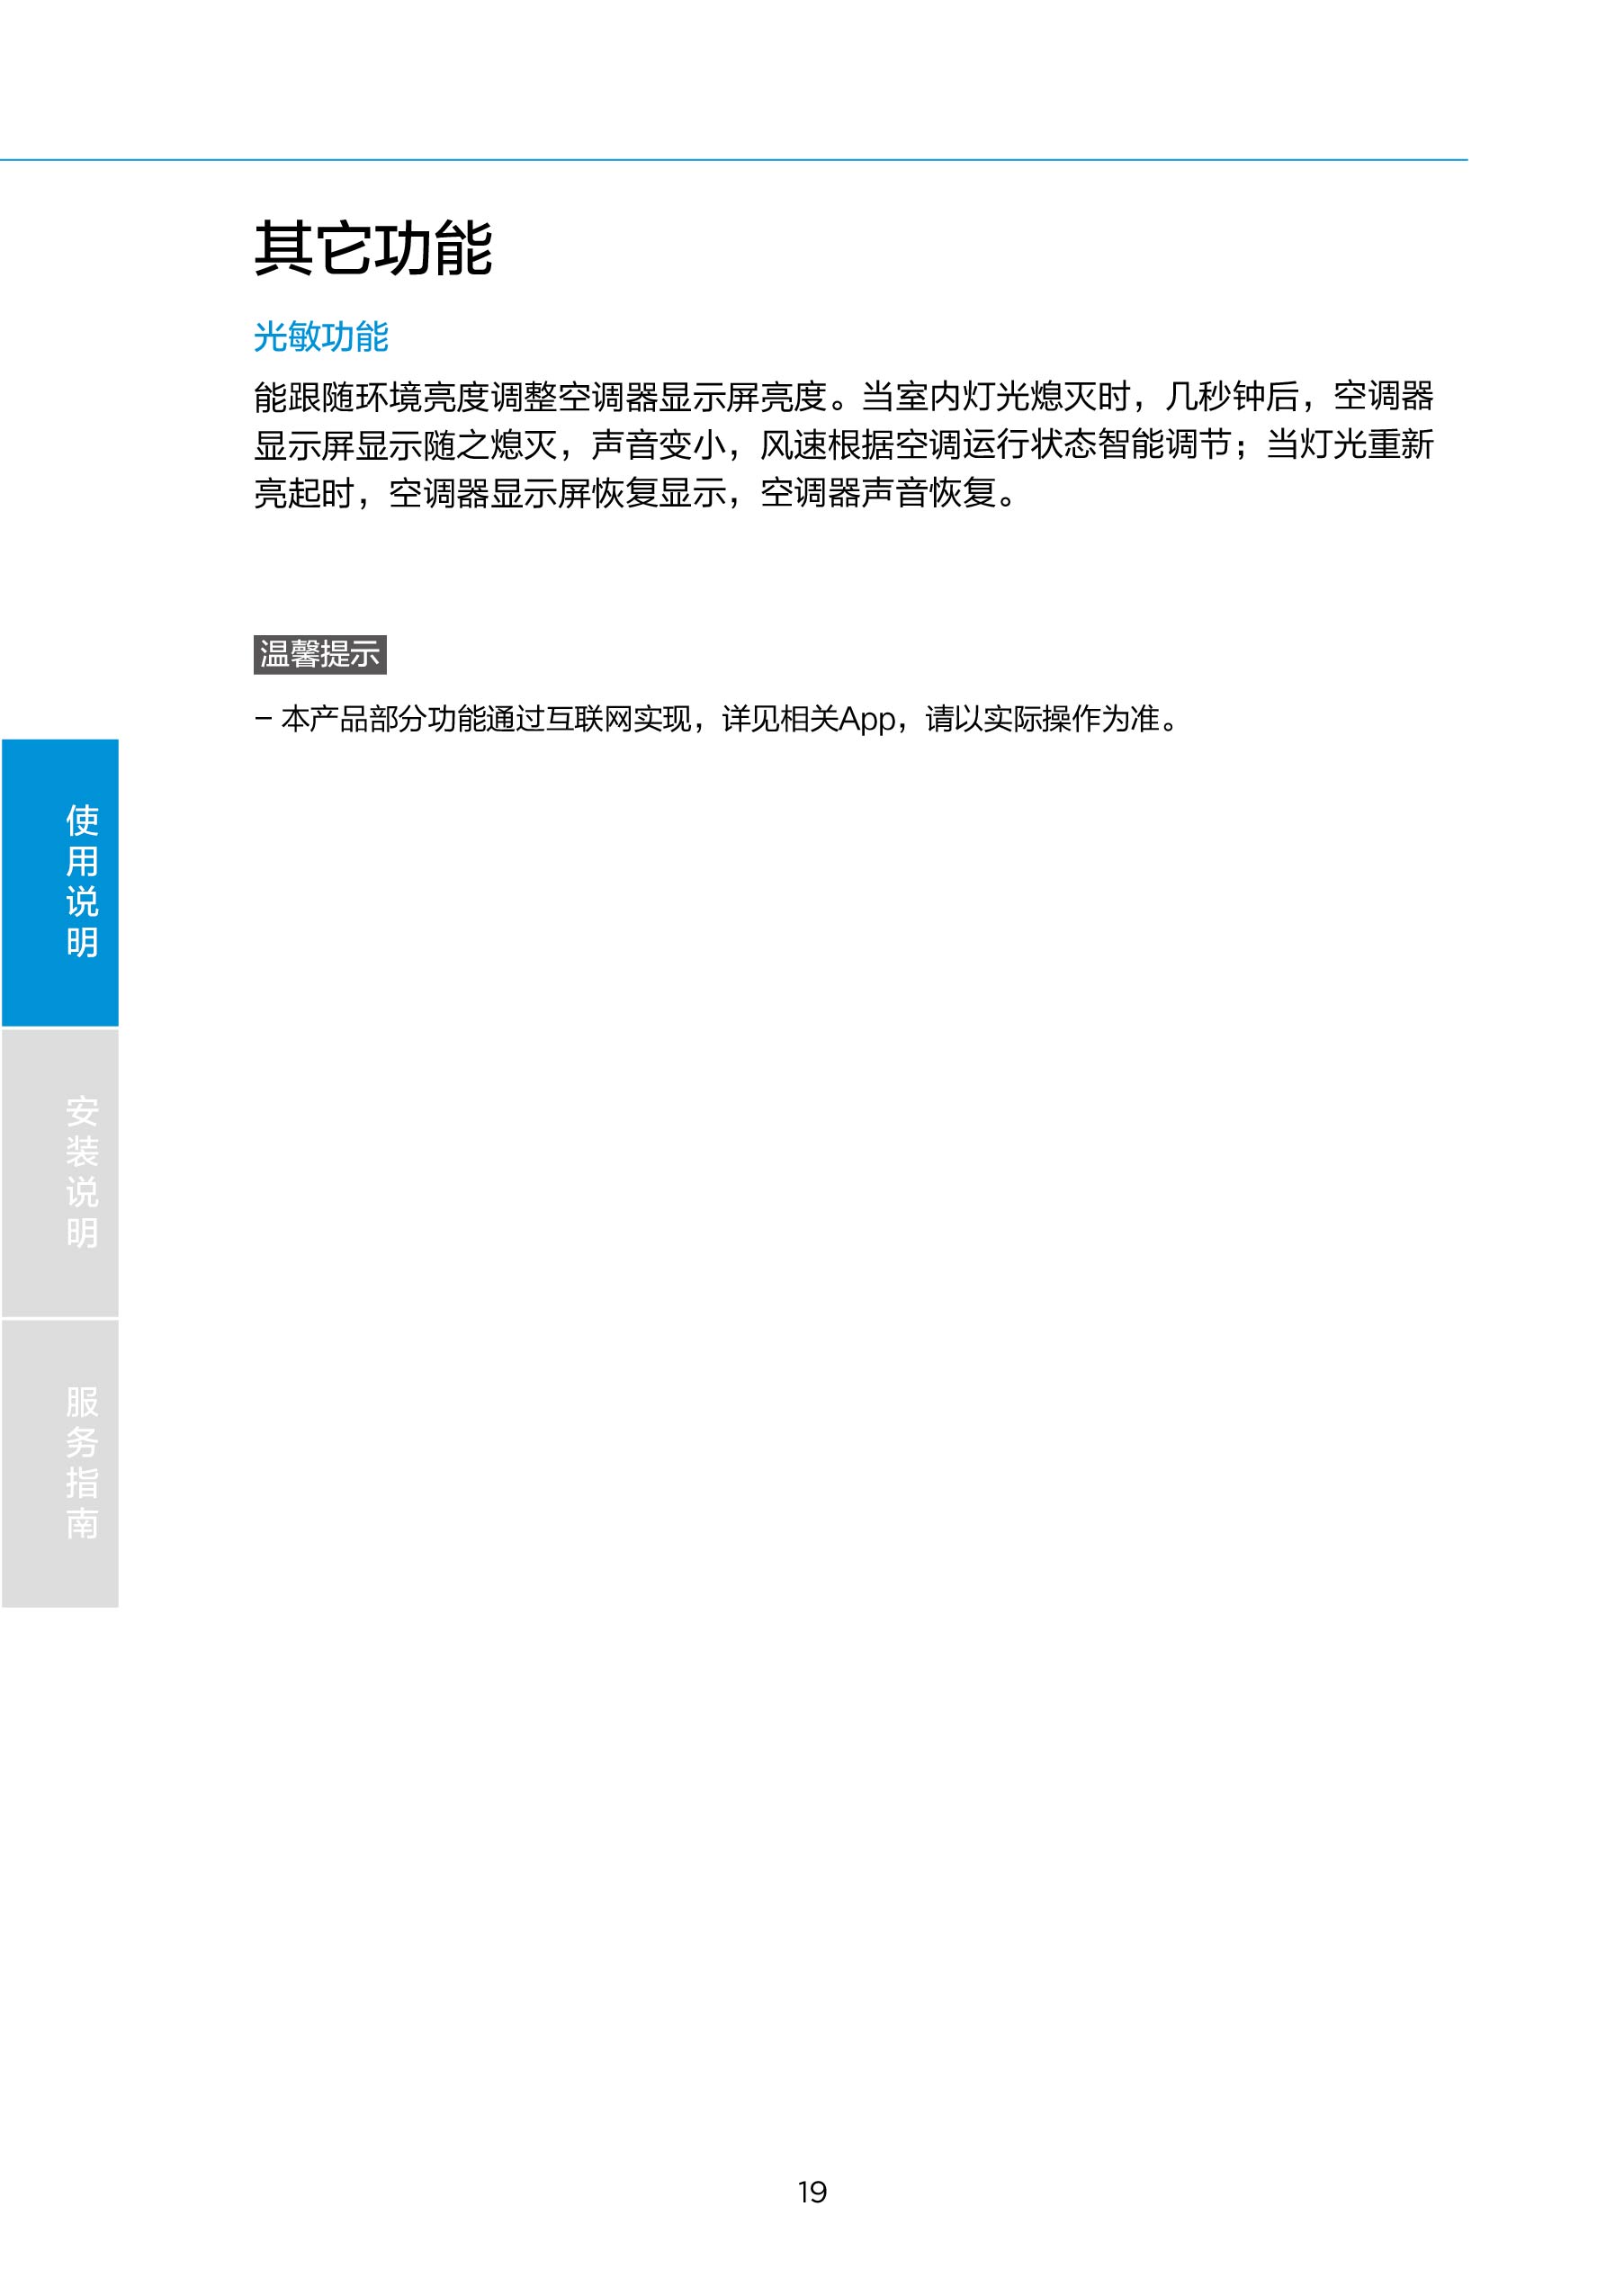 其它功能
光敏功能
能跟随环境亮度调整空调器显示屏亮度。当室内灯光熄灭时，几秒钟后，空调器
显示屏显示随之熄灭，声音变小，风速根据空调运行状态智能调节；当灯光重新
亮起时，空调器显示屏恢复显示，空调器声音恢复。
温馨提示
– 本产品部分功能通过互联网实现，详见相关App，请以实际操作为准。
使用说明
安装说明
服务指南
19